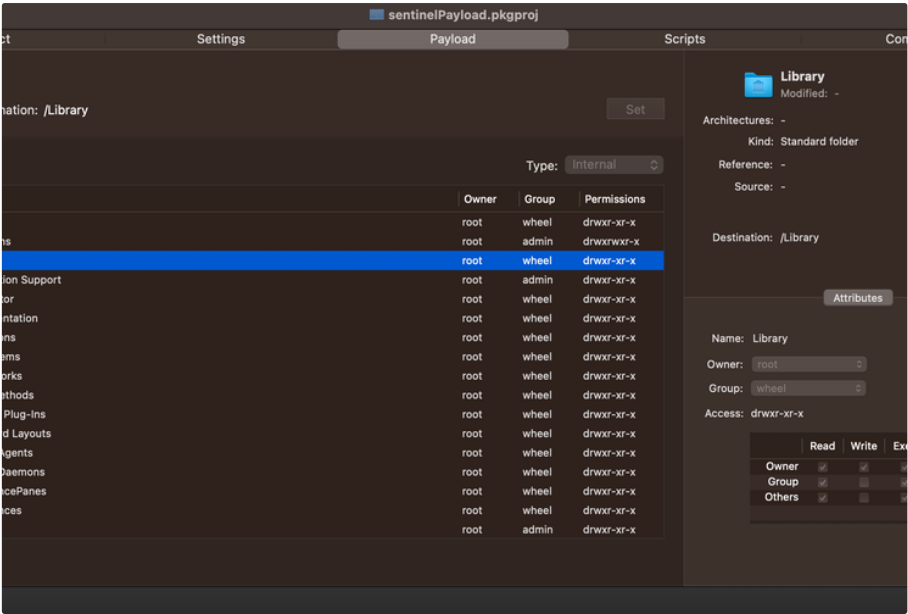 sentinelPayload.pkgproj
ct Settings Payload Scripts Con
Library
Modified: -
nation: /Library Set
Architectures: -
Kind: Standard folder
Type: Internal
Reference: -
Source: -
Owner Group Permissions
root wheel drwxr-xr-x
ns root admin drwxrwxr-x
Destination: /Library
root wheel drwxr-xr-x
ion Support root admin drwxr-xr-x
tor root wheel drwxr-xr-x
Attributes
entation root wheel drwxr-xr-x
ons root wheel drwxr-xr-x
Name: Library
ems root wheel drwxr-xr-x
Owner: root
orks root wheel drwxr-xr-x
Group: wheel
ethods root wheel drwxr-xr-x
Plug-Ins root wheel drwxr-xr-x
Access: drwxr-xr-x
d Layouts root wheel drwxr-xr-x
Read Write Exe
Agents root wheel drwxr-xr-x
Owner
Daemons root wheel drwxr-xr-x
Group
ncePanes root wheel drwxr-xr-x
Others
nces root wheel drwxr-xr-x
root admin drwxr-xr-x